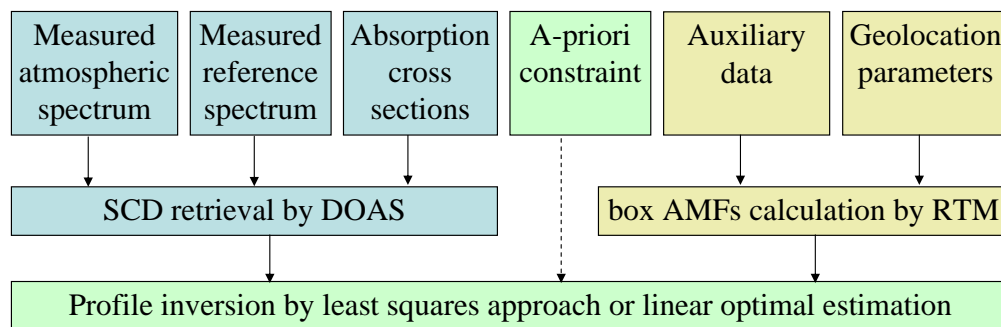 Measured
atmospheric
spectrum
Measured
reference
spectrum
Absorption
cross
sections
A-priori
constraint
Auxiliary
data
Geolocation
parameters
SCD retrieval by DOAS
box AMFs calculation by RTM
Profile inversion by least squares approach or linear optimal estimation